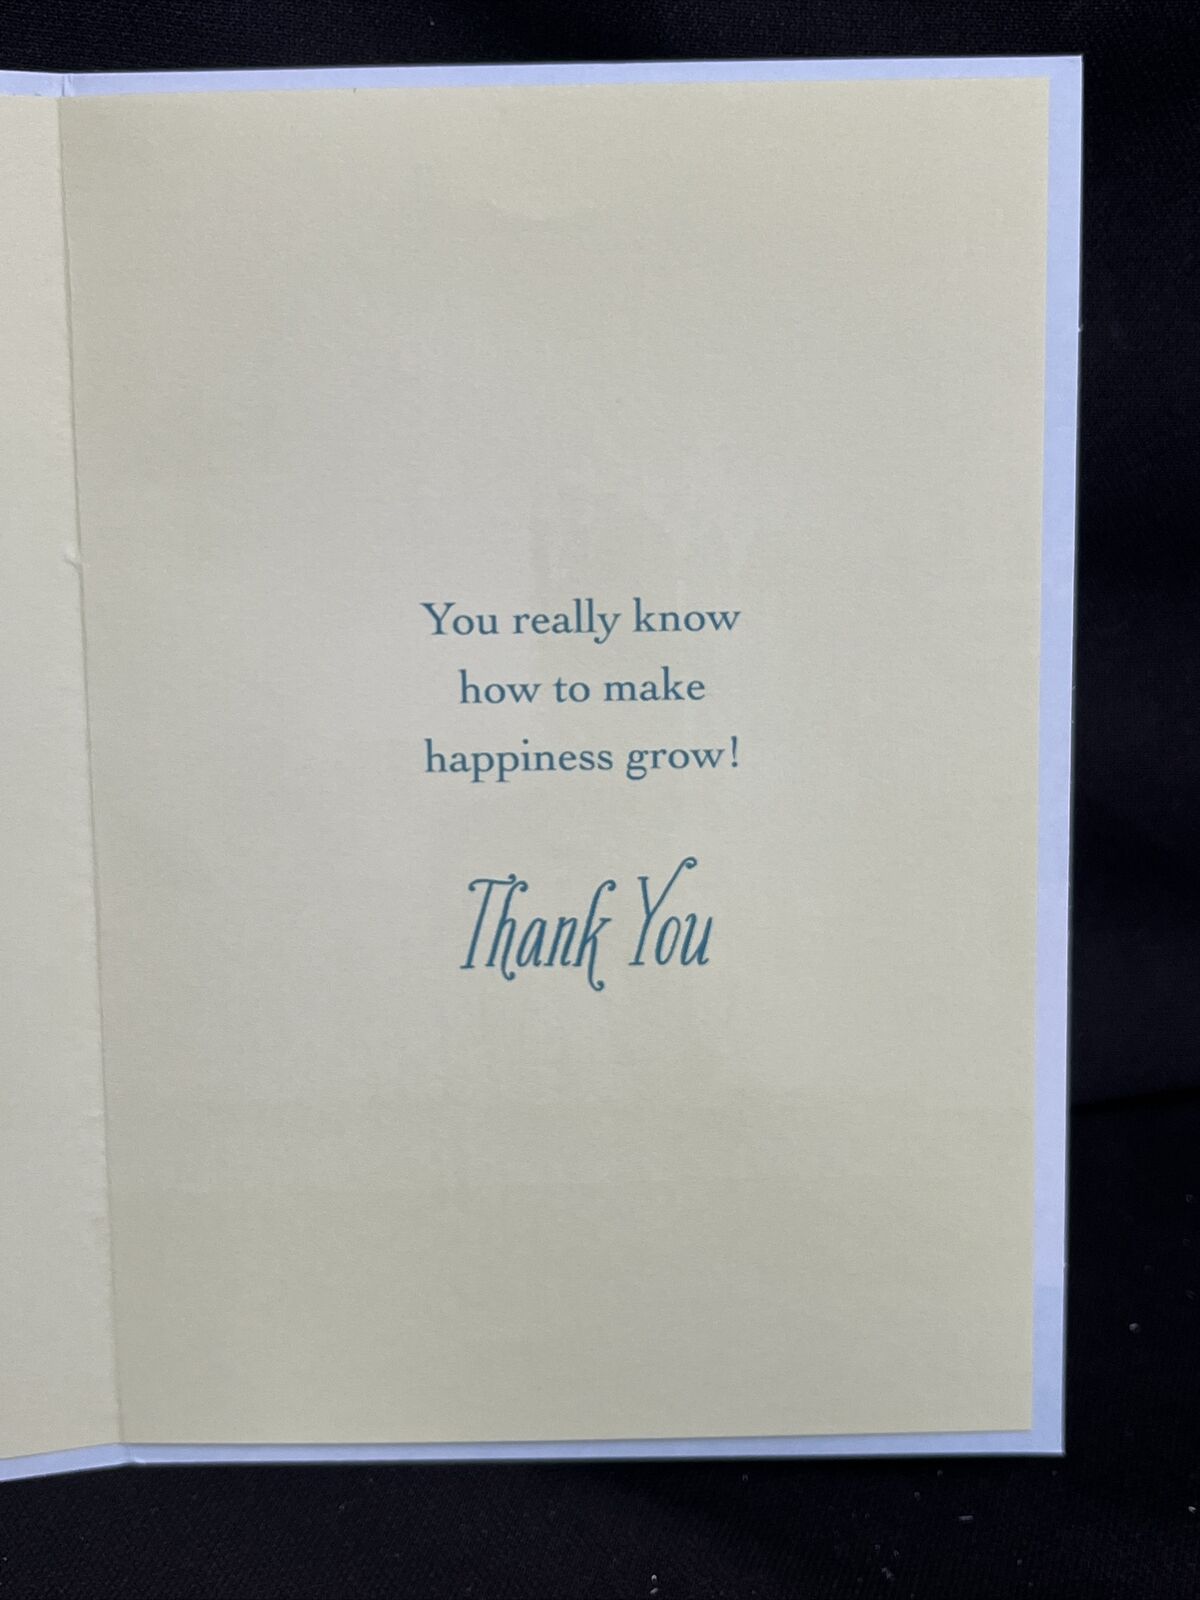 You really know
how to make
happiness grow!
Thank You